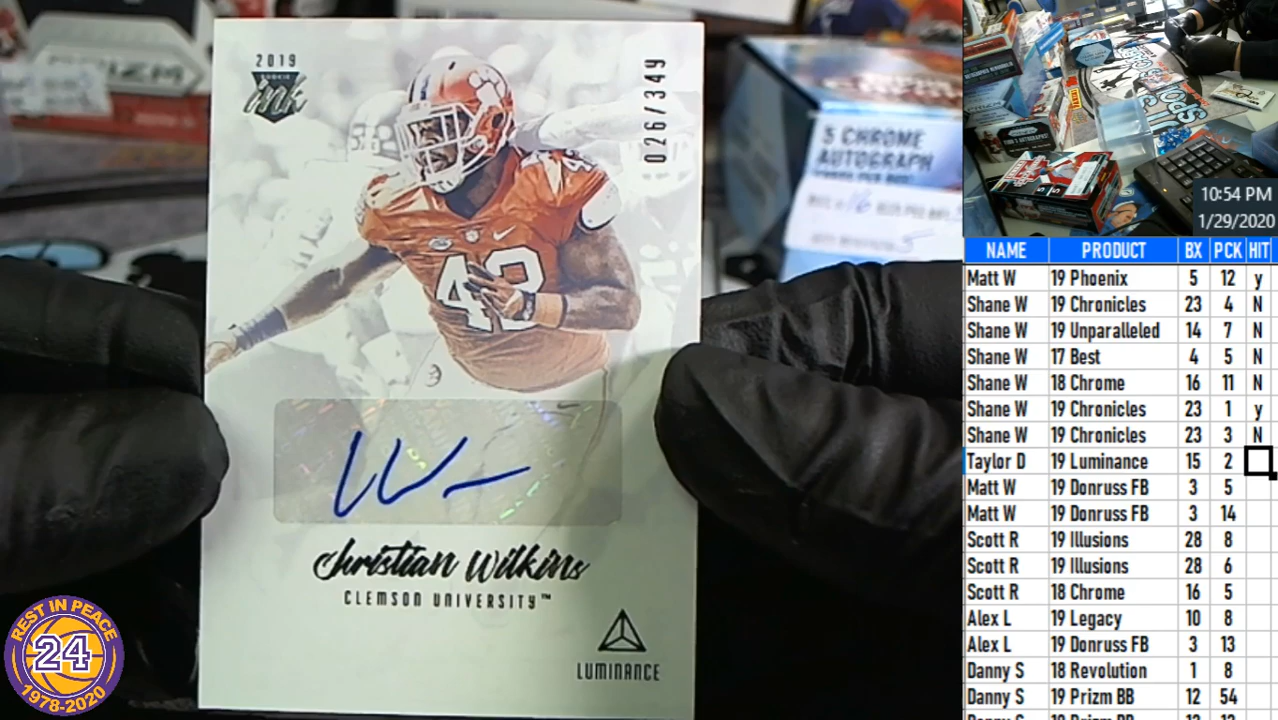 2019
ROOKIE
ink
026/349
42
Christian Wilkins
CLEMSON UNIVERSITY™
LUMINANCE
5 CHROME
AUTOGRAPH
REST IN PEACE
24
1978-2020
10:54 PM
1/29/2020
NAME PRODUCT BX PCK HIT
Matt W 19 Phoenix 5 12 y
Shane W 19 Chronicles 23 4 N
Shane W 19 Unparalleled 14 7 N
Shane W 17 Best 4 5 N
Shane W 18 Chrome 16 11 N
Shane W 19 Chronicles 23 1 y
Shane W 19 Chronicles 23 3 N
Taylor D 19 Luminance 15 2
Matt W 19 Donruss FB 3 5
Matt W 19 Donruss FB 3 14
Scott R 19 Illusions 28 8
Scott R 19 Illusions 28 6
Scott R 18 Chrome 16 5
Alex L 19 Legacy 10 8
Alex L 19 Donruss FB 3 13
Danny S 18 Revolution 1 8
Danny S 19 Prizm BB 12 54